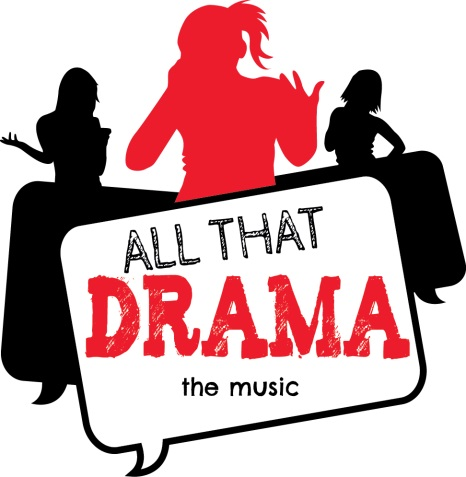 ALL THAT
DRAMA
the music